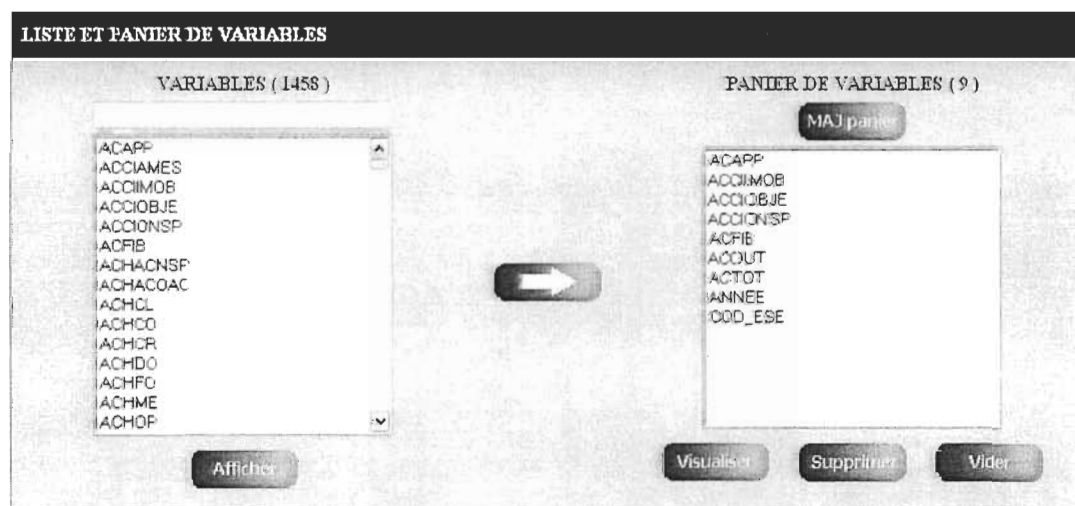 LISTE ET PANIER DE VARIABLES
VARIABLES ( 1458 )
ACAPP
ACCIAMES
ACCIIMOB
ACCIOBJE
ACCIONSP
ACFIB
ACHACNSP
ACHACOAC
ACHCL
ACHCO
ACHCR
ACHDO
ACHFO
ACHME
ACHOP
Afficher
PANIER DE VARIABLES ( 9 )
MAJ panier
ACAPP
ACCIIMOB
ACCIOBJE
ACCIONSP
ACFIB
ACOUT
ACTOT
ANNEE
COD_ESE
Visualiser
Supprimer
Vider